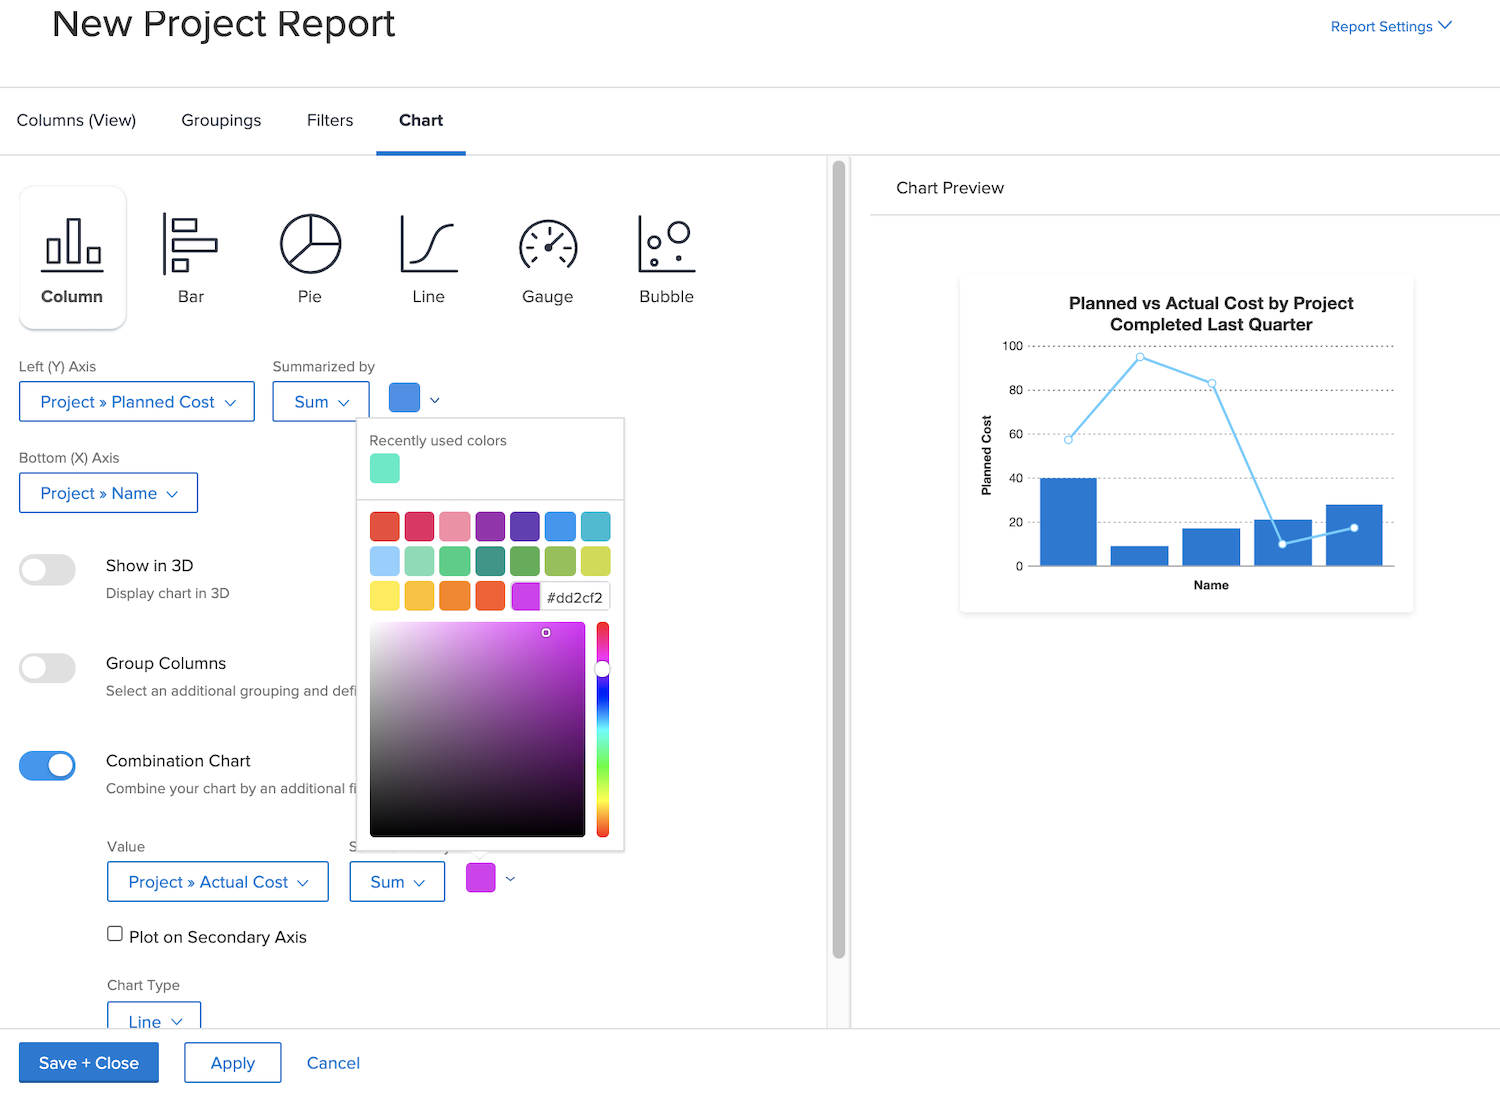 New Project Report
Report Settings
Columns (View)
Groupings
Filters
Chart
Column
Bar
Pie
Line
Gauge
Bubble
Left (Y) Axis
Summarized by
Project » Planned Cost
Sum
Recently used colors
Bottom (X) Axis
Project » Name
#dd2cf2
Show in 3D
Display chart in 3D
Group Columns
Select an additional grouping and defi
Combination Chart
Combine your chart by an additional fi
Value
Project » Actual Cost
Sum
Plot on Secondary Axis
Chart Type
Line
Save + Close
Apply
Cancel
Chart Preview
Planned vs Actual Cost by Project
Completed Last Quarter
100
80
60
40
20
0
Planned Cost
Name